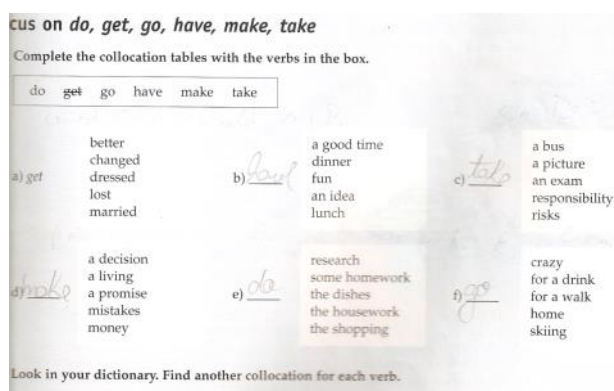 cus on do, get, go, have, make, take
Complete the collocation tables with the verbs in the box.
do get go have make take
better
changed
a) get dressed
lost
married
a good time
dinner
b) have fun
an idea
lunch
a bus
a picture
c) take an exam
responsibility
risks
a decision
a living
d) make a promise
mistakes
money
research
some homework
e) do the dishes
the housework
the shopping
crazy
for a drink
f) go for a walk
home
skiing
Look in your dictionary. Find another collocation for each verb.